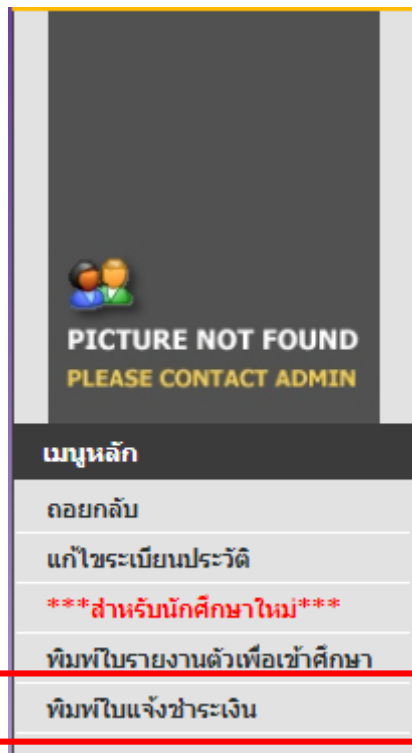 PICTURE NOT FOUND
PLEASE CONTACT ADMIN
เมนูหลัก
ถอยกลับ
แก้ไขระเบียนประวัติ
***สำหรับนักศึกษาใหม่***
พิมพ์ใบรายงานตัวเพื่อเข้าศึกษา
พิมพ์ใบแจ้งชำระเงิน